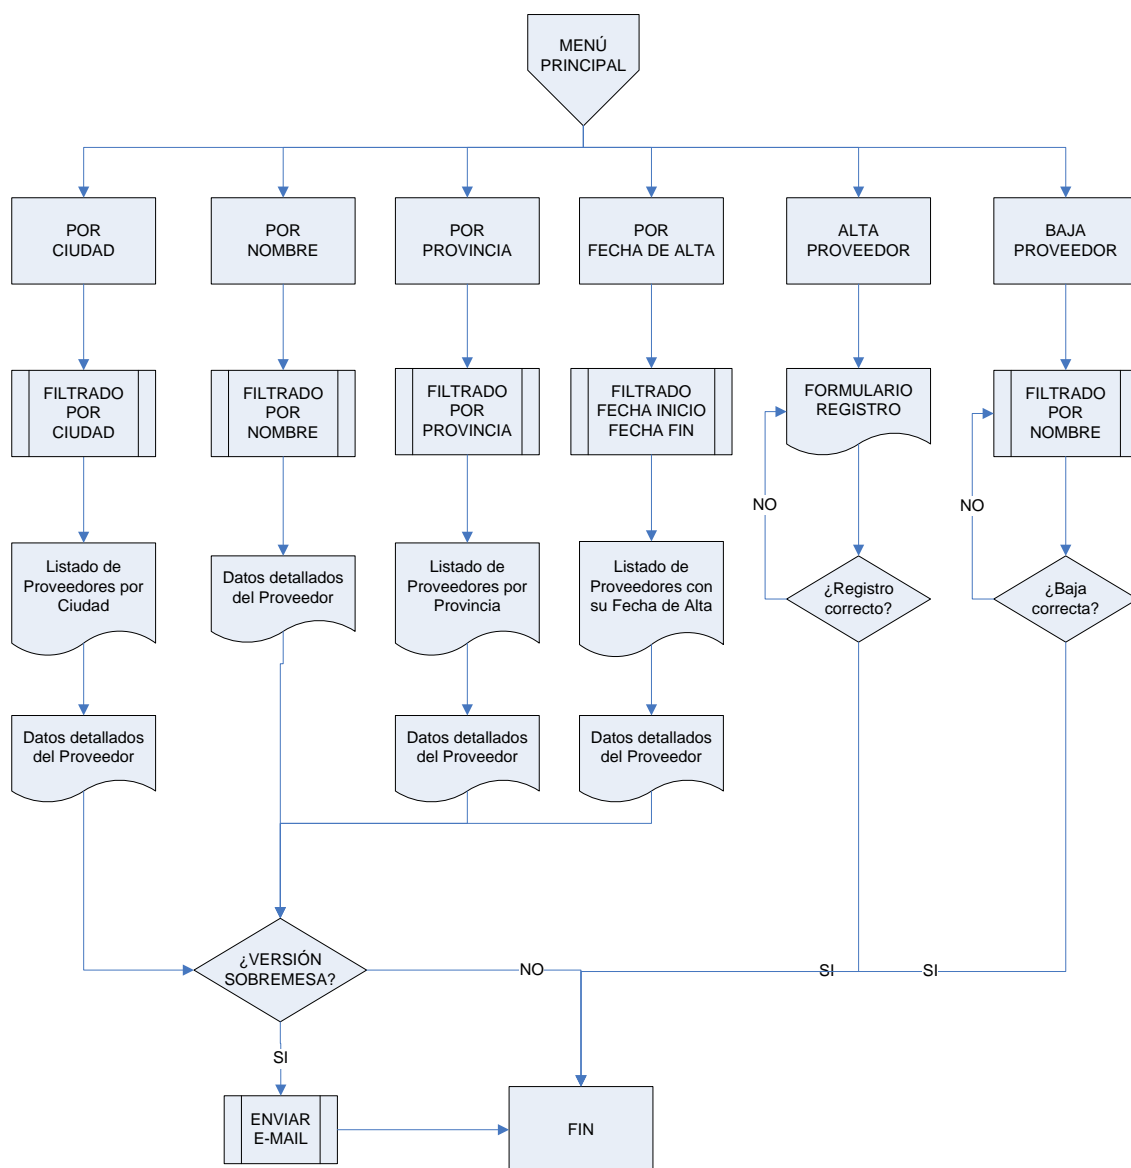 MENÚ
PRINCIPAL
POR
CIUDAD
POR
NOMBRE
POR
PROVINCIA
POR
FECHA DE ALTA
ALTA
PROVEEDOR
BAJA
PROVEEDOR
FILTRADO
POR
CIUDAD
FILTRADO
POR
NOMBRE
FILTRADO
POR
PROVINCIA
FILTRADO
FECHA INICIO
FECHA FIN
FORMULARIO
REGISTRO
FILTRADO
POR
NOMBRE
NO
NO
Listado de
Proveedores por
Ciudad
Datos detallados
del Proveedor
Listado de
Proveedores por
Provincia
Listado de
Proveedores con
su Fecha de Alta
¿Registro
correcto?
¿Baja
correcta?
Datos detallados
del Proveedor
Datos detallados
del Proveedor
Datos detallados
del Proveedor
¿VERSIÓN
SOBREMESA?
NO
SI
SI
SI
ENVIAR
E-MAIL
FIN